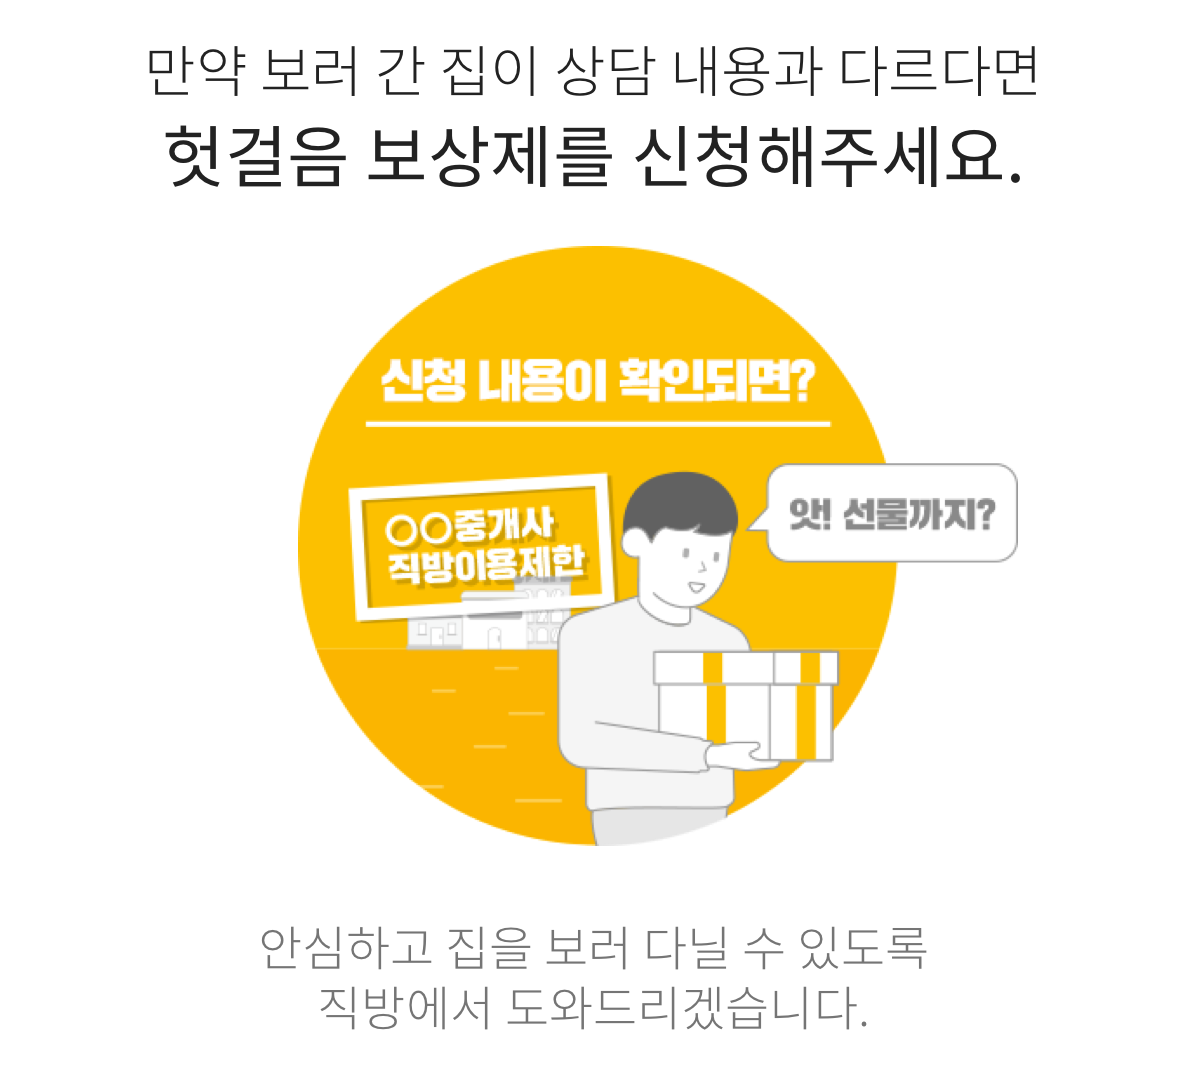 만약 보러 간 집이 상담 내용과 다르다면
헛걸음 보상제를 신청해주세요.
신청 내용이 확인되면?
○○중개사
직방이용제한
앗! 선물까지?
안심하고 집을 보러 다닐 수 있도록
직방에서 도와드리겠습니다.